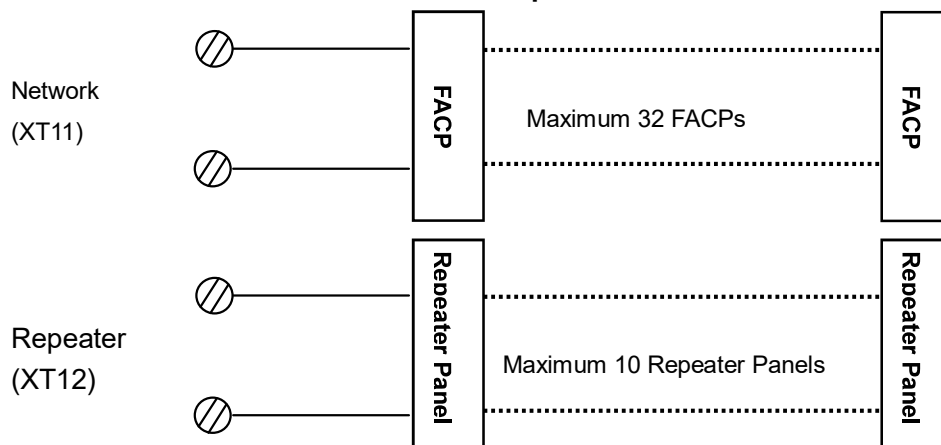 Network
(XT11)
FACP
Maximum 32 FACPs
FACP
Repeater
(XT12)
Repeater Panel
Maximum 10 Repeater Panels
Repeater Panel